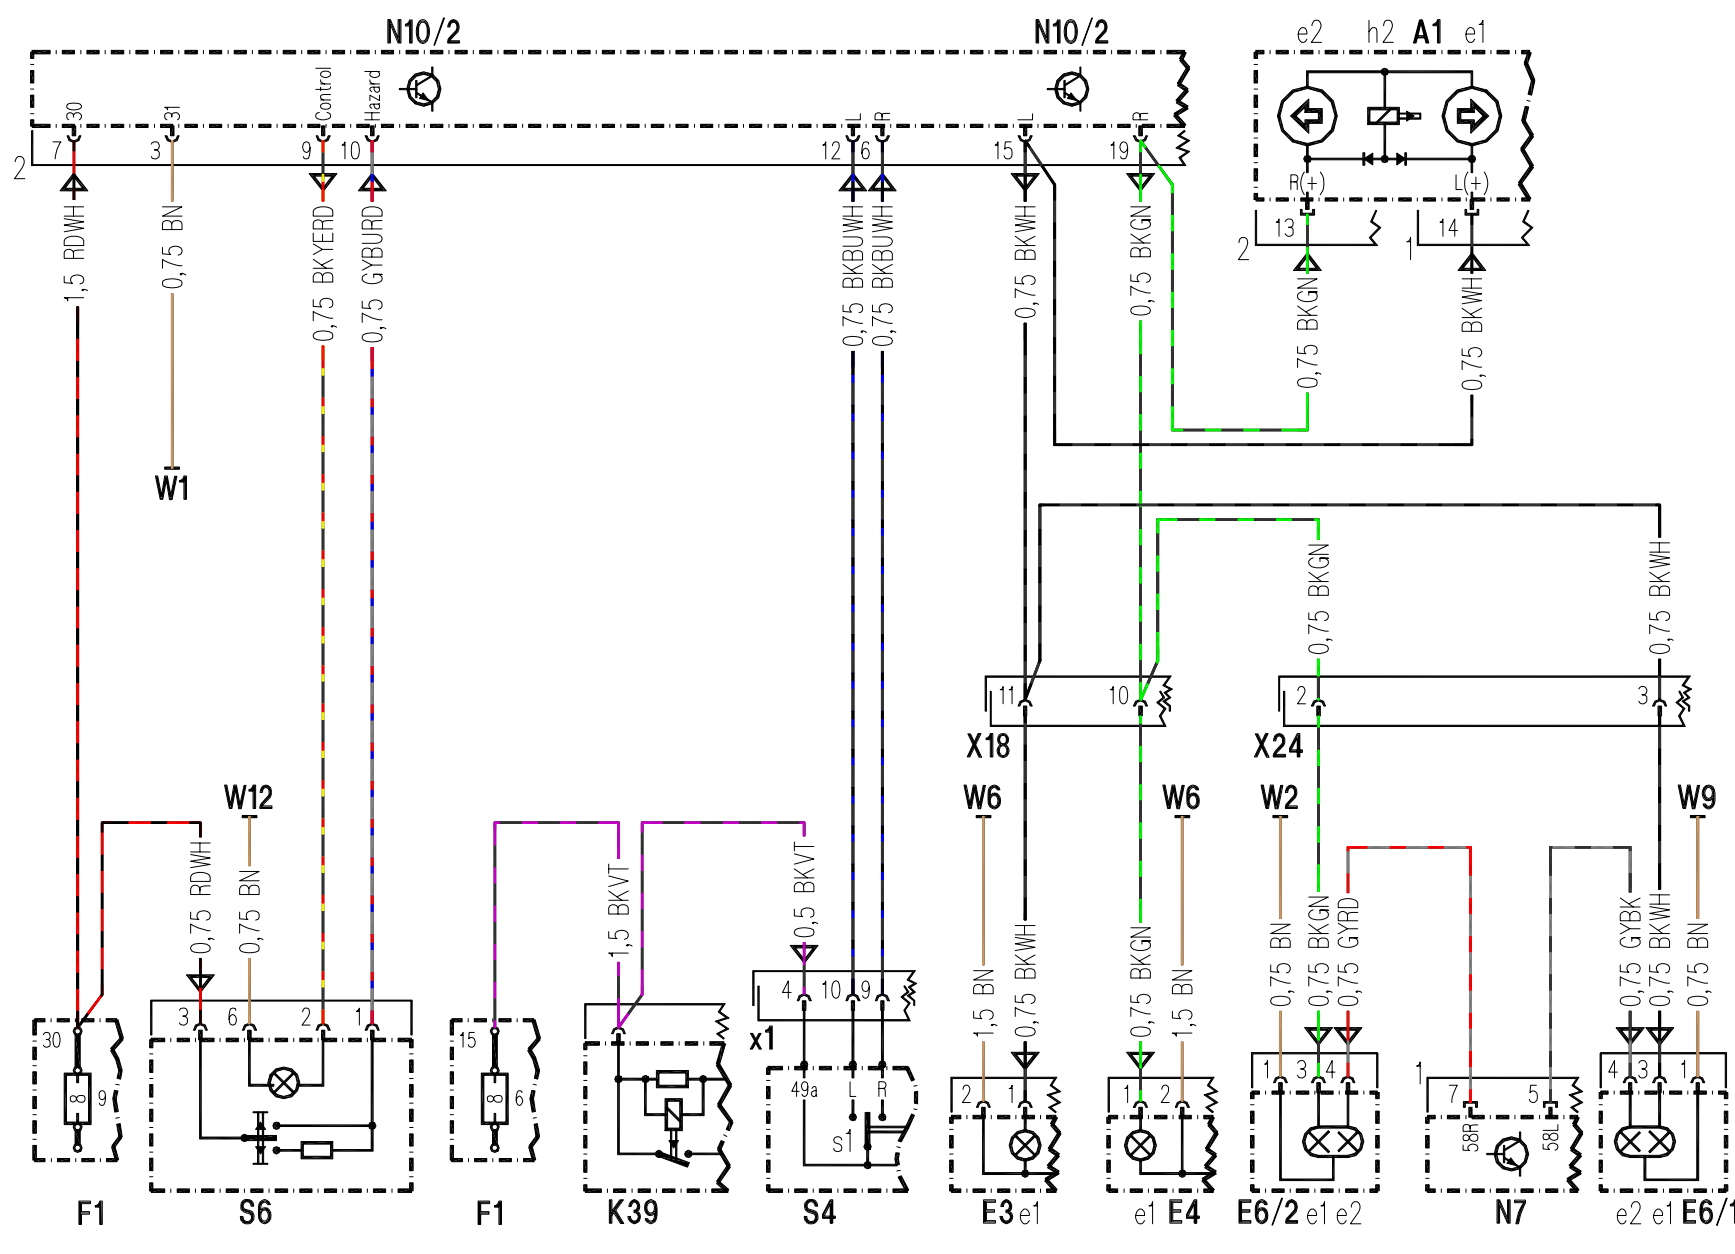 N10/2 N10/2 e2 h2 A1 e1
30 31 Control Hazard L R L R
7 3 9 10 12 6 15 19
2
R(+) L(+)
13 14
2 1
1,5 RDWH
0,75 BN
0,75 BKYERD
0,75 GYBURD
0,75 BKBUWH
0,75 BKBUWH
0,75 BKWH
0,75 BKGN
0,75 BKGN
0,75 BKWH
W1
0,75 BKGN
0,75 BKWH
11 10 2 3
X18 X24
W12 W6 W6 W2 W9
0,75 RDWH
0,75 BN
1,5 BKVT
0,5 BKVT
1,5 BN
0,75 BKWH
0,75 BKGN
1,5 BN
0,75 BN
0,75 BKGN
0,75 GYRD
0,75 GYBK
0,75 BKWH
0,75 BN
4 10 9
x1
3 6 2 1
30 15
8 9 8 6
49a L R
s1
2 1 1 2
1 3 4
1 7 5
58R 58L
4 3 1
F1 S6 F1 K39 S4 E3 e1 e1 E4 E6/2 e1 e2 N7 e2 e1 E6/1